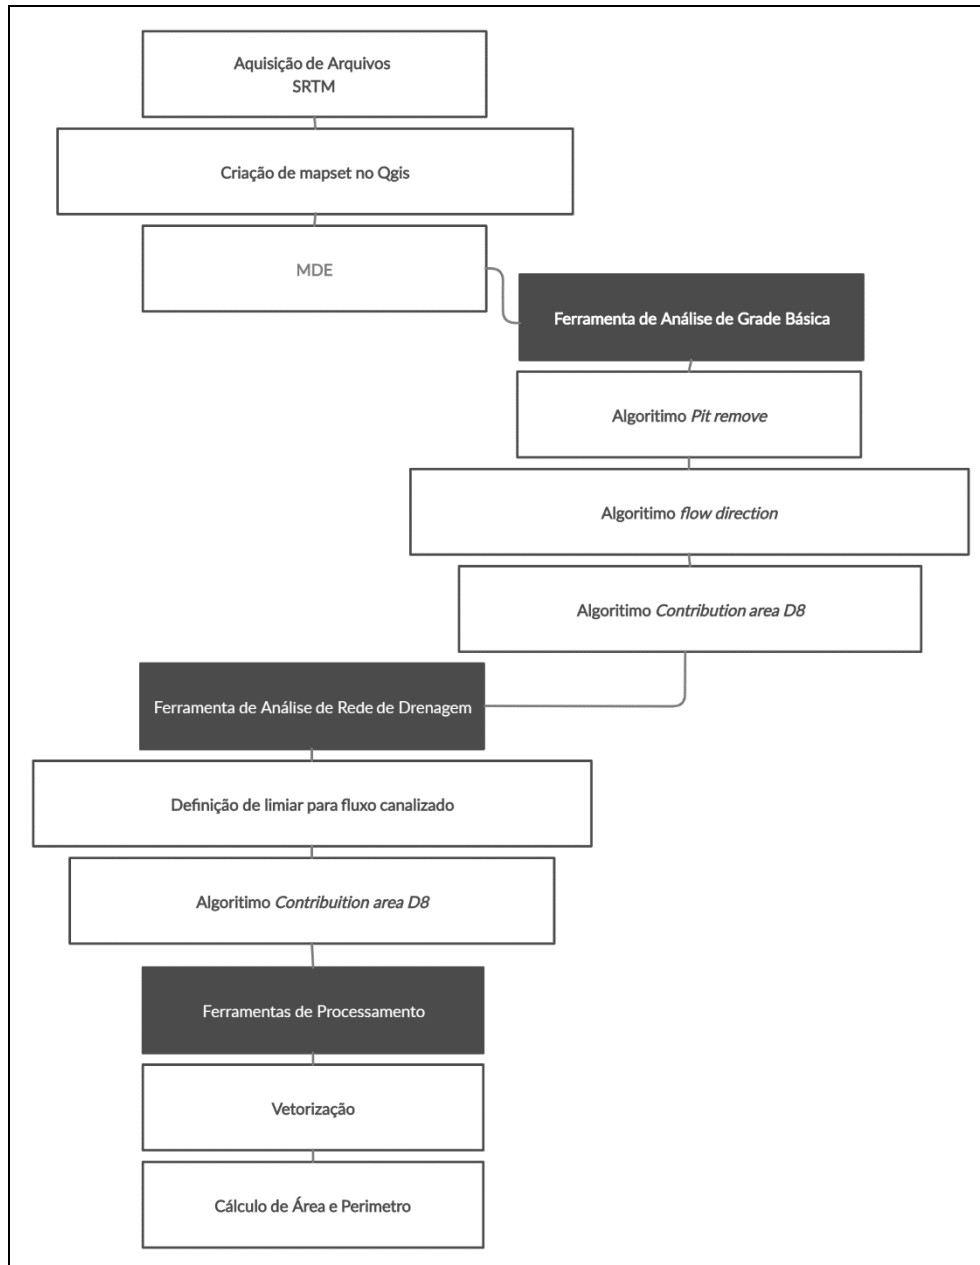 Aquisição de Arquivos
SRTM
Criação de mapset no Qgis
MDE
Ferramenta de Análise de Grade Básica
Algoritimo Pit remove
Algoritimo flow direction
Algoritimo Contribution area D8
Ferramenta de Análise de Rede de Drenagem
Definição de limiar para fluxo canalizado
Algoritimo Contribuition area D8
Ferramentas de Processamento
Vetorização
Cálculo de Área e Perimetro